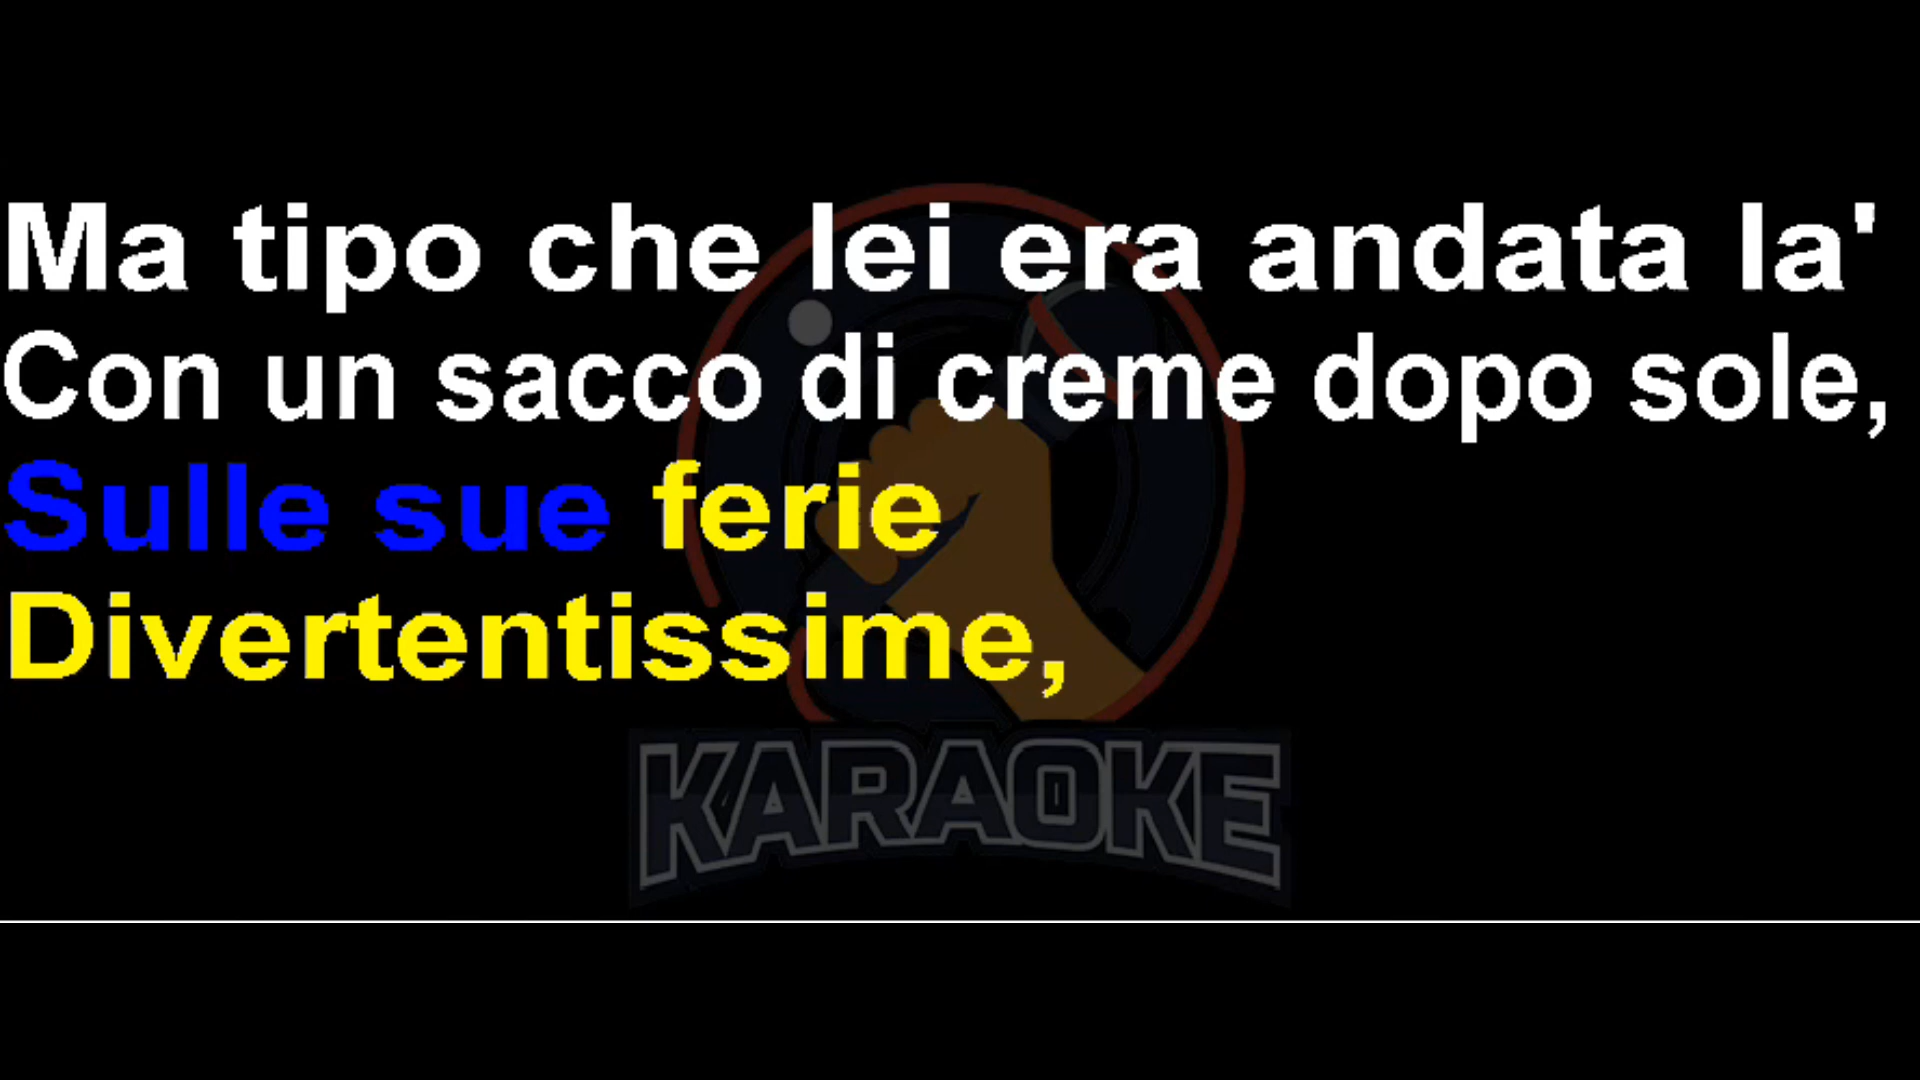 Ma tipo che lei era andata la'
Con un sacco di creme dopo sole,
Sulle sue ferie
Divertentissime,
KARAOKE